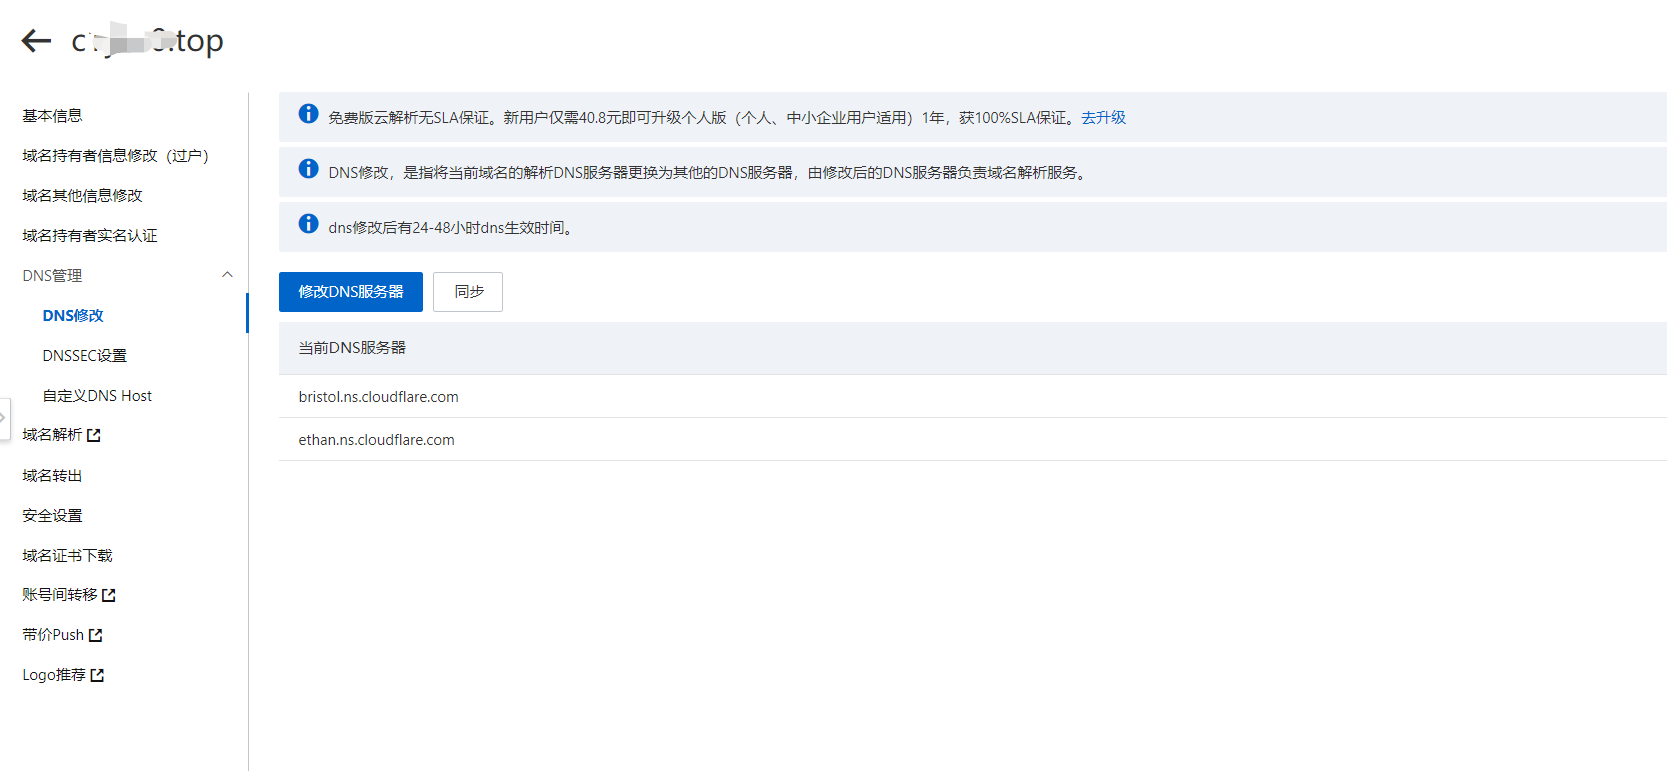 .top
基本信息
域名持有者信息修改（过户）
域名其他信息修改
域名持有者实名认证
DNS管理
DNS修改
DNSSEC设置
自定义DNS Host
域名解析
域名转出
安全设置
域名证书下载
账号间转移
带价Push
Logo推荐
免费版云解析无SLA保证。新用户仅需40.8元即可升级个人版（个人、中小企业用户适用）1年，获100%SLA保证。去升级
DNS修改，是指将当前域名的解析DNS服务器更换为其他的DNS服务器，由修改后的DNS服务器负责域名解析服务。
dns修改后有24-48小时dns生效时间。
修改DNS服务器 同步
当前DNS服务器
bristol.ns.cloudflare.com
ethan.ns.cloudflare.com